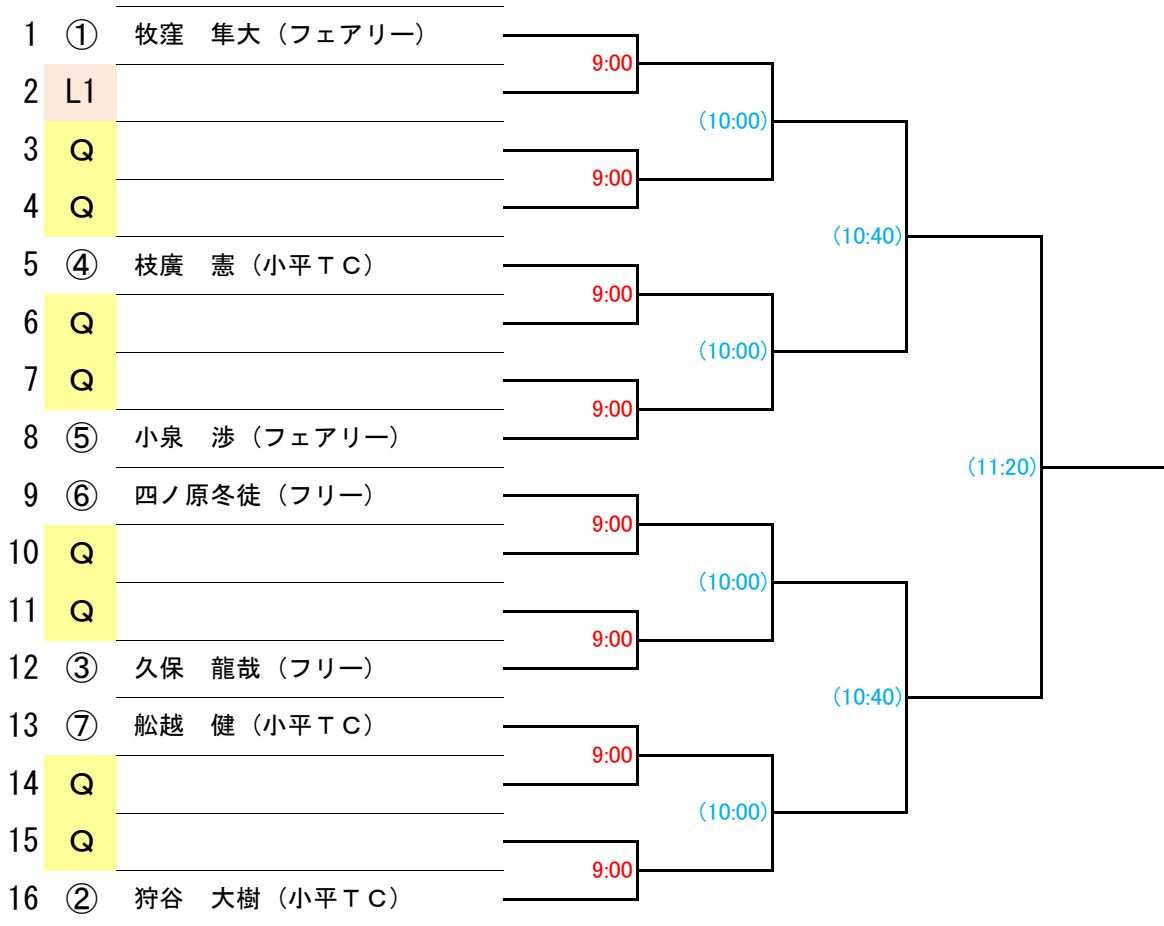 1 ① 牧窪　隼大（フェアリー）
9:00
2 L1
(10:00)
3 Q
9:00
4 Q
(10:40)
5 ④ 枝廣　憲（小平ＴＣ）
9:00
6 Q
(10:00)
7 Q
9:00
8 ⑤ 小泉　渉（フェアリー）
(11:20)
9 ⑥ 四ノ原冬徒（フリー）
9:00
10 Q
(10:00)
11 Q
9:00
12 ③ 久保　龍哉（フリー）
(10:40)
13 ⑦ 舩越　健（小平ＴＣ）
9:00
14 Q
(10:00)
15 Q
9:00
16 ② 狩谷　大樹（小平ＴＣ）